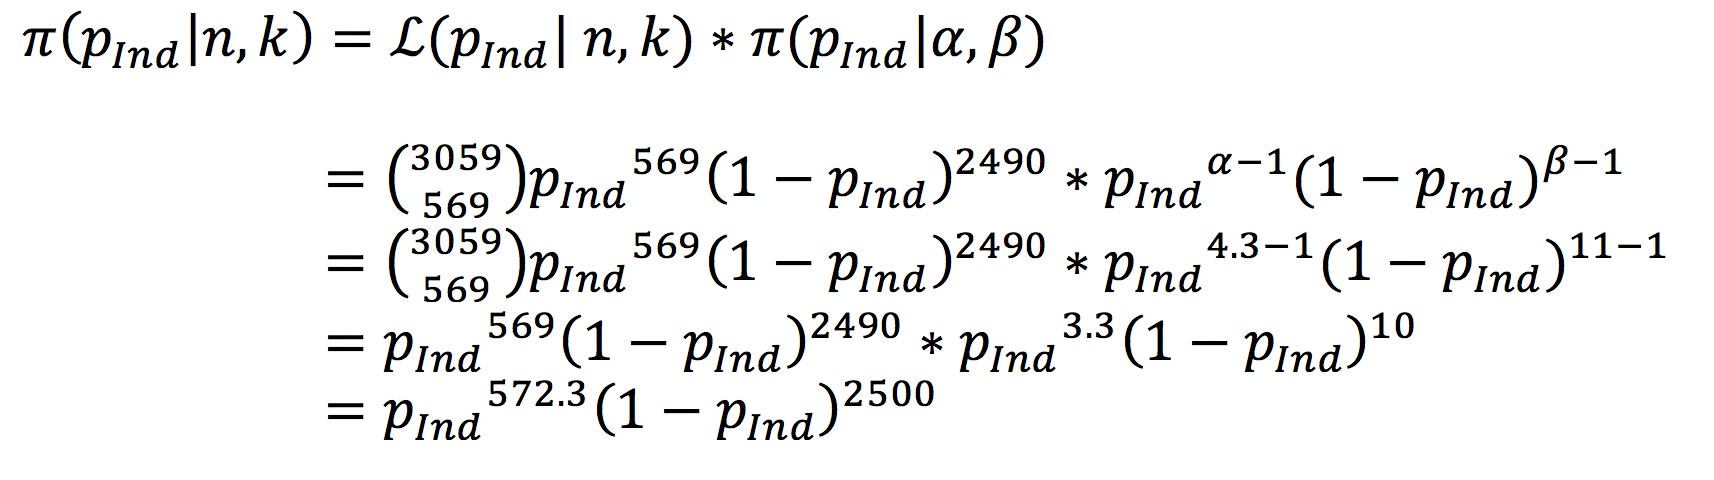 π(p_Ind|n, k) = ℒ(p_Ind| n, k) ∗ π(p_Ind|α, β)
= (3059 569)p_Ind^569(1 − p_Ind)^2490 ∗ p_Ind^α−1(1 − p_Ind)^β−1
= (3059 569)p_Ind^569(1 − p_Ind)^2490 ∗ p_Ind^4.3−1(1 − p_Ind)^11−1
= p_Ind^569(1 − p_Ind)^2490 ∗ p_Ind^3.3(1 − p_Ind)^10
= p_Ind^572.3(1 − p_Ind)^2500